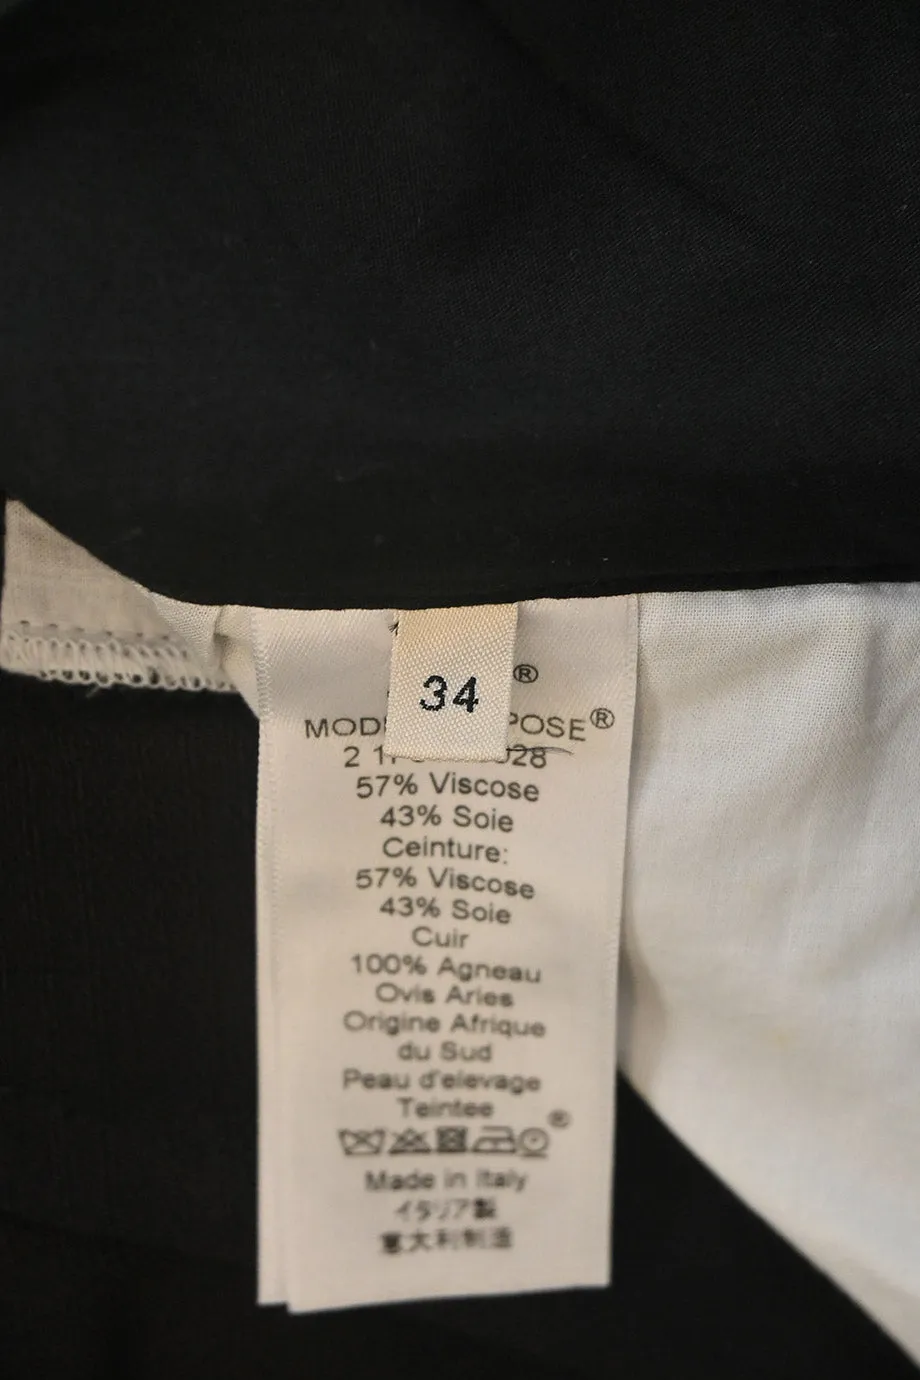 34
®
POSE®
57% Viscose
43% Soie
Ceinture:
57% Viscose
43% Soie
Cuir
100% Agneau
Ovis Aries
Origine Afrique
du Sud
Peau d'elevage
Teintee
®
Made in Italy
イタリア製
意大利制造